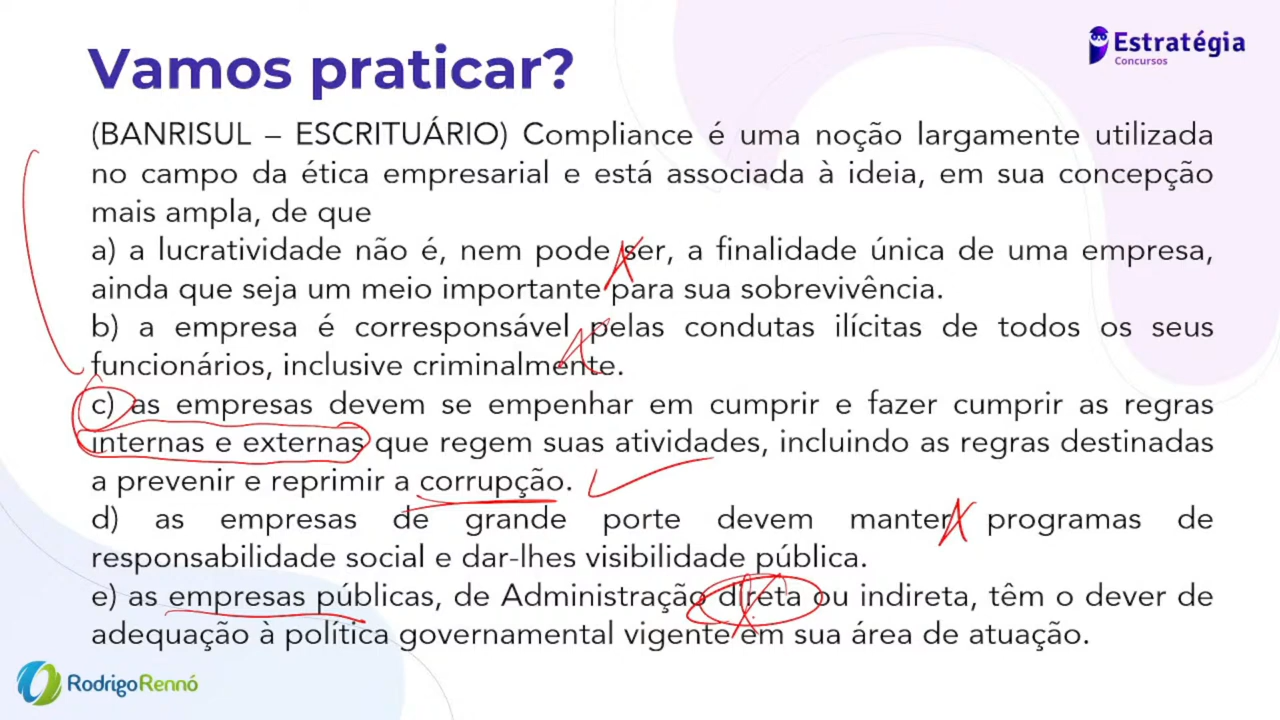 Vamos praticar?
Estratégia
Concursos
(BANRISUL – ESCRITUÁRIO) Compliance é uma noção largamente utilizada
no campo da ética empresarial e está associada à ideia, em sua concepção
mais ampla, de que
a) a lucratividade não é, nem pode ser, a finalidade única de uma empresa,
ainda que seja um meio importante para sua sobrevivência.
b) a empresa é corresponsável pelas condutas ilícitas de todos os seus
funcionários, inclusive criminalmente.
c) as empresas devem se empenhar em cumprir e fazer cumprir as regras
internas e externas que regem suas atividades, incluindo as regras destinadas
a prevenir e reprimir a corrupção.
d) as empresas de grande porte devem manter programas de
responsabilidade social e dar-lhes visibilidade pública.
e) as empresas públicas, de Administração direta ou indireta, têm o dever de
adequação à política governamental vigente em sua área de atuação.
RodrigoRennó